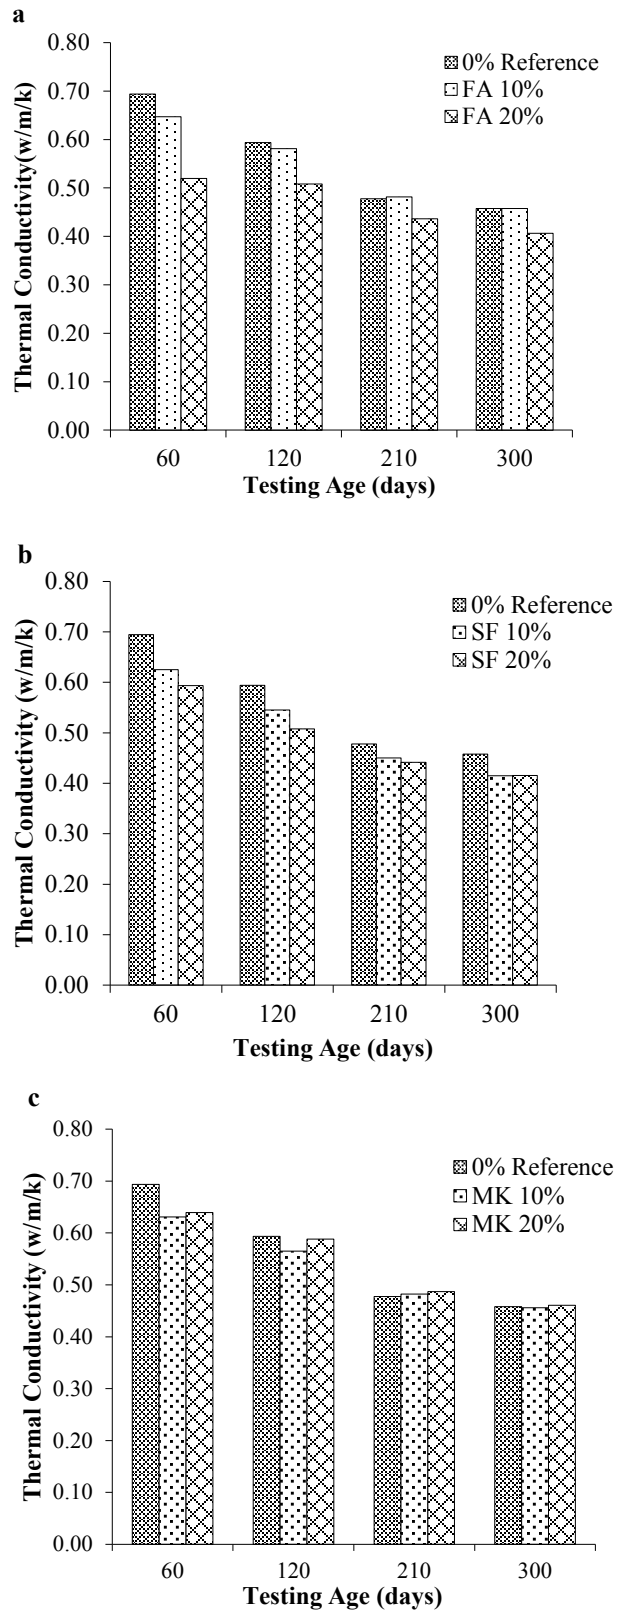 a
0.80
0.70
0.60
0.50
0.40
0.30
0.20
0.10
0.00
Thermal Conductivity(w/m/k)
0% Reference
FA 10%
FA 20%
60 120 210 300
Testing Age (days)
b
0.80
0.70
0.60
0.50
0.40
0.30
0.20
0.10
0.00
Thermal Conductivity (w/m/k)
0% Reference
SF 10%
SF 20%
60 120 210 300
Testing Age (days)
c
0.80
0.70
0.60
0.50
0.40
0.30
0.20
0.10
0.00
Thermal Conductivity (w/m/k)
0% Reference
MK 10%
MK 20%
60 120 210 300
Testing Age (days)